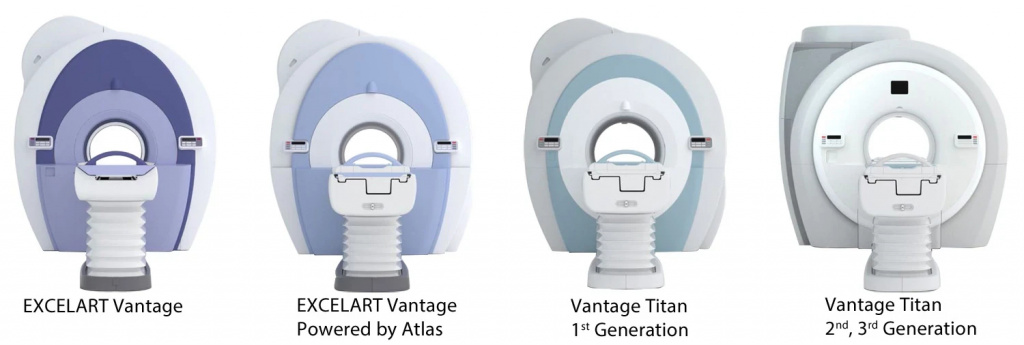 EXCELART Vantage
EXCELART Vantage
Powered by Atlas
Vantage Titan
1st Generation
Vantage Titan
2nd, 3rd Generation